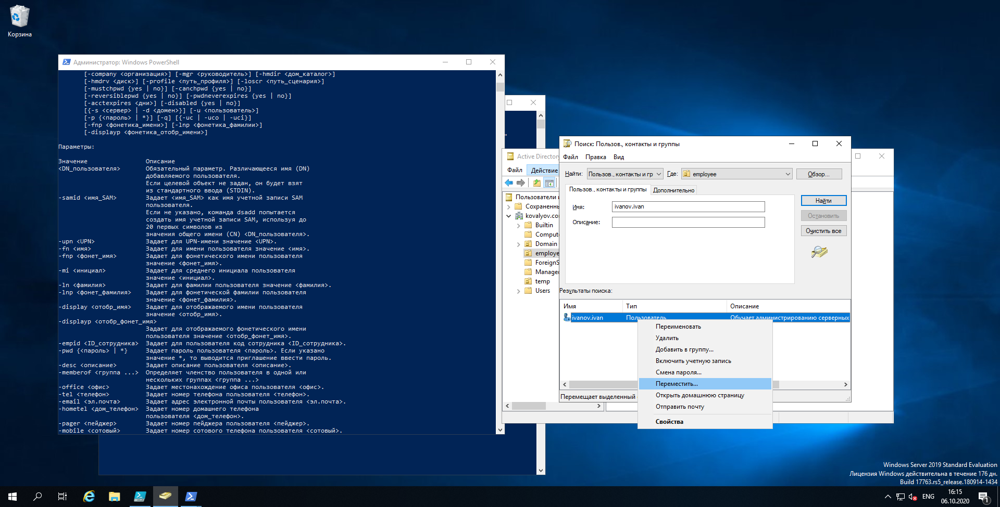 Корзина
Администратор: Windows PowerShell
[-company <организация>] [-mgr <руководитель>] [-hmdir <дом_каталог>]
[-hmdrv <диск>] [-profile <путь_профиля>] [-loscr <путь_сценария>]
[-mustchpwd {yes | no}] [-canchpwd {yes | no}]
[-reversiblepwd {yes | no}] [-pwdneverexpires {yes | no}]
[-acctexpires <дни>] [-disabled {yes | no}]
[{-s <сервер> | -d <домен>}] [-u <пользователь>]
[-p {<пароль> | *}] [-q] [{-uc | -uco | -uci}]
[-fnp <фонетика_имени>] [-lnp <фонетика_фамилии>]
[-displayp <фонетика_отобр_имени>]
Параметры:
Значение Описание
<DN_пользователя> Обязательный параметр. Различающееся имя (DN)
добавляемого пользователя.
Если целевой объект не задан, он будет взят
из стандартного ввода (STDIN).
-samid <имя_SAM> Задает <имя_SAM> как имя учетной записи SAM
пользователя.
Если не указано, команда dsadd попытается
создать имя учетной записи SAM, используя до
20 первых символов из
значения общего имени (CN) <DN_пользователя>.
-upn <UPN> Задает для UPN-имени значение <UPN>.
-fn <имя> Задает для имени пользователя значение <имя>.
-fnp <фонет_имя> Задает для фонетического имени пользователя
значение <фонет_имя>.
-mi <инициал> Задает для среднего инициала пользователя
значение <инициал>.
-ln <фамилия> Задает для фамилии пользователя значение <фамилия>.
-lnp <фонет_фамилия> Задает для фонетической фамилии пользователя
значение <фонет_фамилия>.
-display <отобр_имя> Задает для отображаемого имени пользователя
значение <отобр_имя>.
-displayp <отобр_фонет_имя>
Задает для отображаемого фонетического имени
пользователя значение <отобр_фонет_имя>.
-empid <ID_сотрудника> Задает для пользователя код сотрудника <ID_сотрудника>.
-pwd {<пароль> | *} Задает пароль пользователя <пароль>. Если указано
значение *, то выводится приглашение ввести пароль.
-desc <описание> Задает описание пользователя <описание>.
-memberof <группа ...> Определяет членство пользователя в одной или
нескольких группах <группа ...>
-office <офис> Задает местонахождение офиса пользователя <офис>.
-tel <телефон> Задает номер телефона пользователя <телефон>.
-email <эл.почта> Задает адрес электронной почты пользователя <эл.почта>.
-hometel <дом_телефон> Задает номер домашнего телефона
пользователя <дом_телефон>.
-pager <пейджер> Задает номер пейджера пользователя <пейджер>.
-mobile <сотовый> Задает номер сотового телефона пользователя <сотовый>.
"
Active Directory
Файл Действие
Пользователи и
Сохраненны
kovalyov.co
Builtin
Compute
Domain
employe
ForeignS
Managed
temp
Users
Поиск: Пользов., контакты и группы
Файл Правка Вид
Найти: Пользов., контакты и гр Где: employee Обзор...
Пользов., контакты и группы Дополнительно
Имя: ivanov.ivan
Описание:
Найти
Остановить
Очистить все
Результаты поиска:
Имя Тип Описание
ivanov.ivan Пользователь Обучает администрированию серверных
Перемещает выделенный
Переименовать
Удалить
Добавить в группу...
Включить учетную запись
Смена пароля...
Переместить...
Открыть домашнюю страницу
Отправить почту
Свойства
Windows Server 2019 Standard Evaluation
Лицензия Windows действительна в течение 176 дн.
Build 17763.rs5_release.180914-1434
ENG
16:15
06.10.2020
1